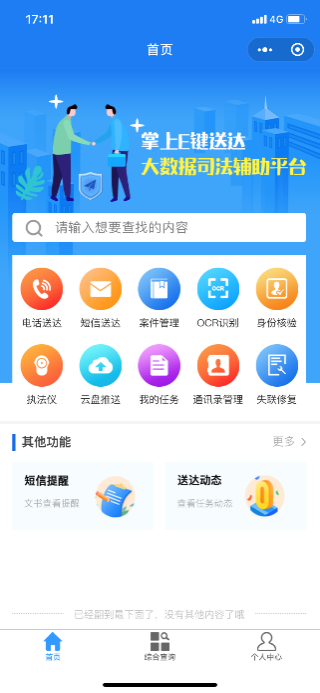 17:11
4G
首页
掌上E键送达
大数据司法辅助平台
请输入想要查找的内容
电话送达 短信送达 案件管理 OCR识别 身份核验
OCR
执法仪 云盘推送 我的任务 通讯录管理 失联修复
其他功能 更多
短信提醒 送达动态
文书查看提醒 查看任务动态
已经翻到最下面了，没有其他内容了哦
首页 综合查询 个人中心